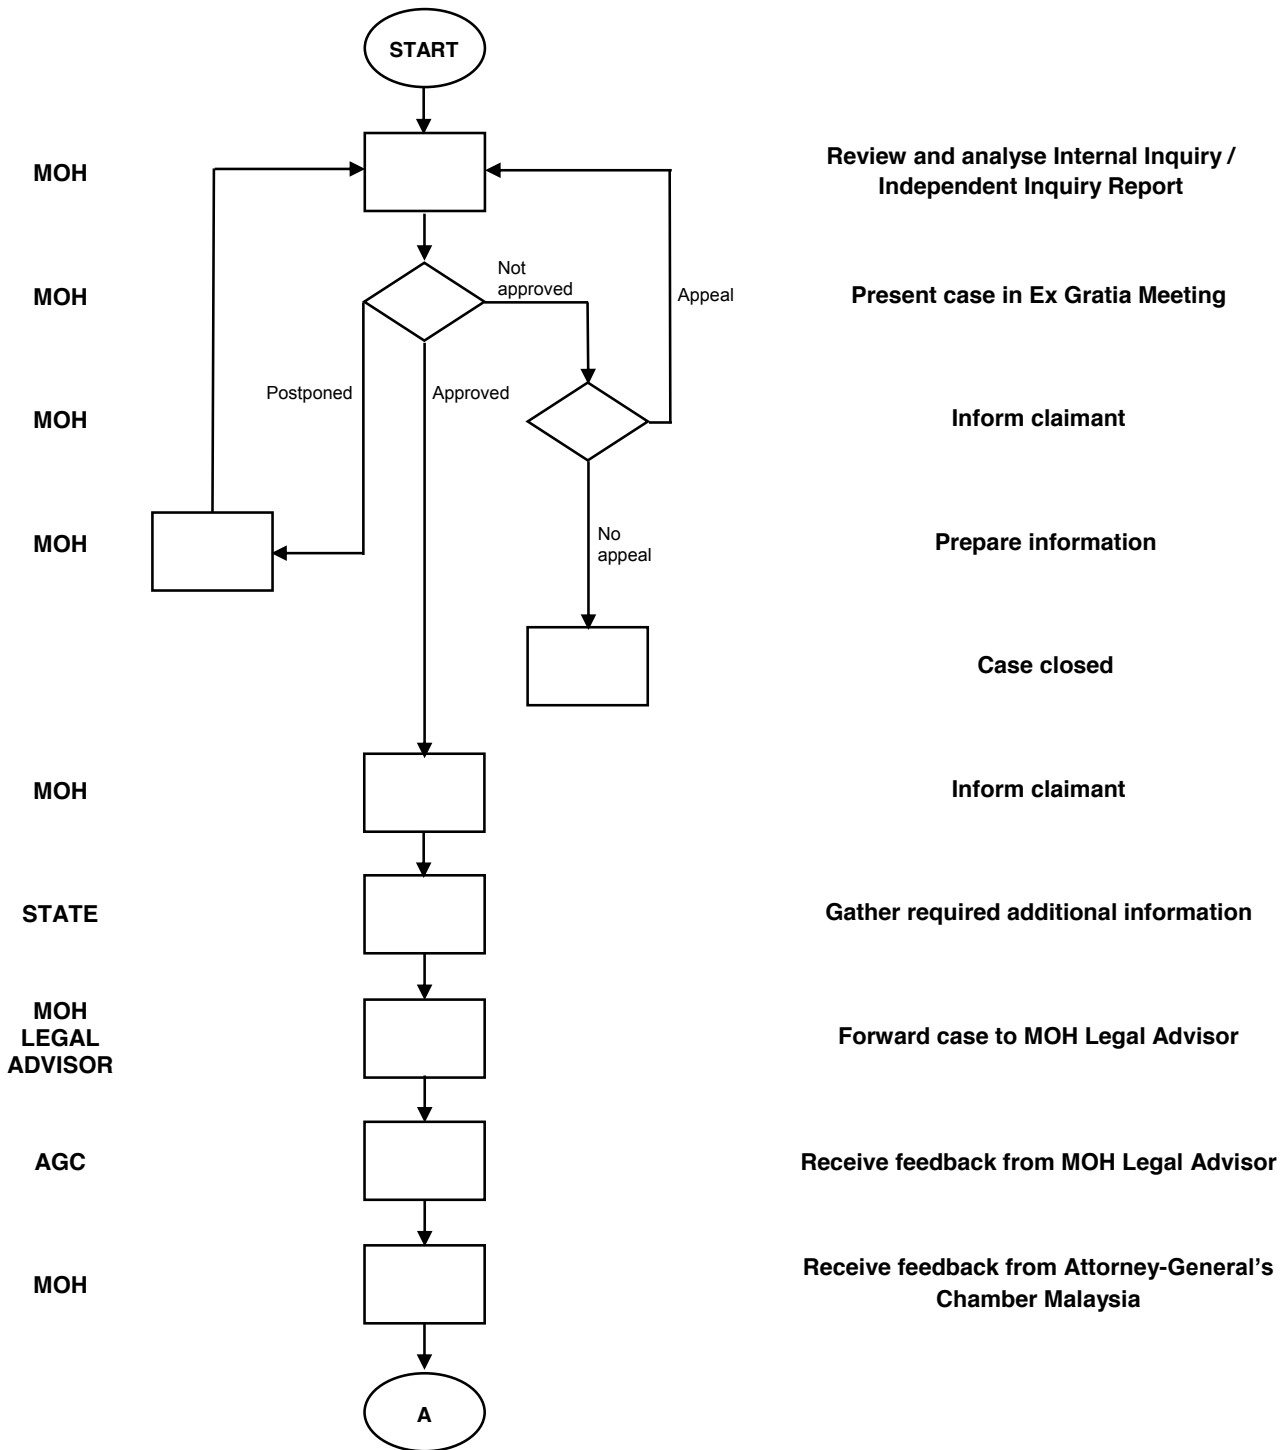 START
MOH
Review and analyse Internal Inquiry /
Independent Inquiry Report
MOH
Not
approved
Appeal
Present case in Ex Gratia Meeting
Postponed
Approved
MOH
Inform claimant
MOH
No
appeal
Prepare information
Case closed
MOH
Inform claimant
STATE
Gather required additional information
MOH
LEGAL
ADVISOR
Forward case to MOH Legal Advisor
AGC
Receive feedback from MOH Legal Advisor
MOH
Receive feedback from Attorney-General’s
Chamber Malaysia
A